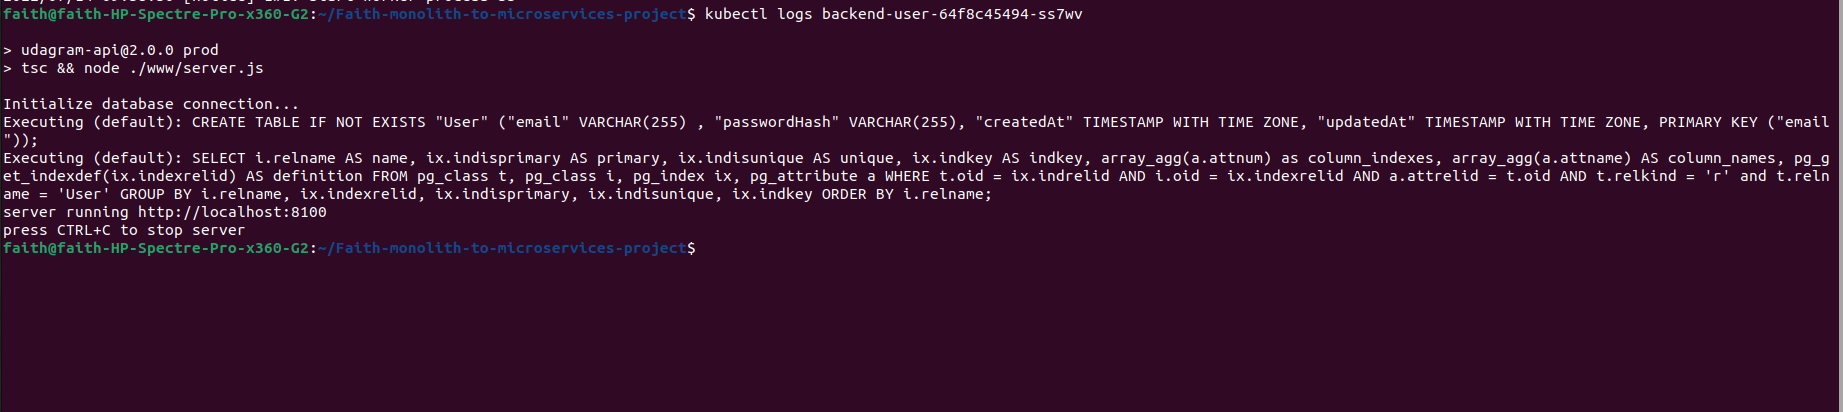 faith@faith-HP-Spectre-Pro-x360-G2:~/Faith-monolith-to-microservices-project$ kubectl logs backend-user-64f8c45494-ss7wv
> udagram-api@2.0.0 prod
> tsc && node ./www/server.js
Initialize database connection...
Executing (default): CREATE TABLE IF NOT EXISTS "User" ("email" VARCHAR(255) , "passwordHash" VARCHAR(255), "createdAt" TIMESTAMP WITH TIME ZONE, "updatedAt" TIMESTAMP WITH TIME ZONE, PRIMARY KEY ("email
"));
Executing (default): SELECT i.relname AS name, ix.indisprimary AS primary, ix.indisunique AS unique, ix.indkey AS indkey, array_agg(a.attnum) as column_indexes, array_agg(a.attname) AS column_names, pg_g
et_indexdef(ix.indexrelid) AS definition FROM pg_class t, pg_class i, pg_index ix, pg_attribute a WHERE t.oid = ix.indrelid AND i.oid = ix.indexrelid AND a.attrelid = t.oid AND t.relkind = 'r' and t.reln
ame = 'User' GROUP BY i.relname, ix.indexrelid, ix.indisprimary, ix.indisunique, ix.indkey ORDER BY i.relname;
server running http://localhost:8100
press CTRL+C to stop server
faith@faith-HP-Spectre-Pro-x360-G2:~/Faith-monolith-to-microservices-project$